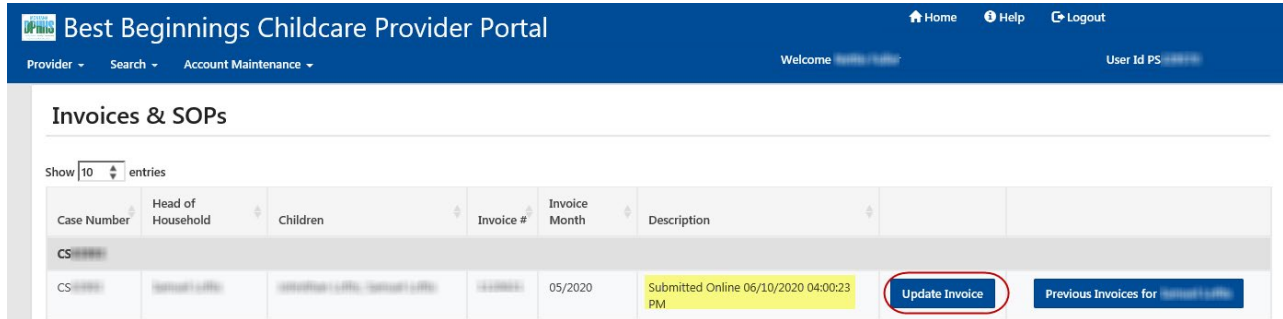 DPHHS Best Beginnings Childcare Provider Portal
Home Help Logout
Provider Search Account Maintenance Welcome User Id PS
Invoices & SOPs
Show 10 entries
Case Number Head of Household Children Invoice # Invoice Month Description
CS
CS 05/2020 Submitted Online 06/10/2020 04:00:23 PM Update Invoice Previous Invoices for